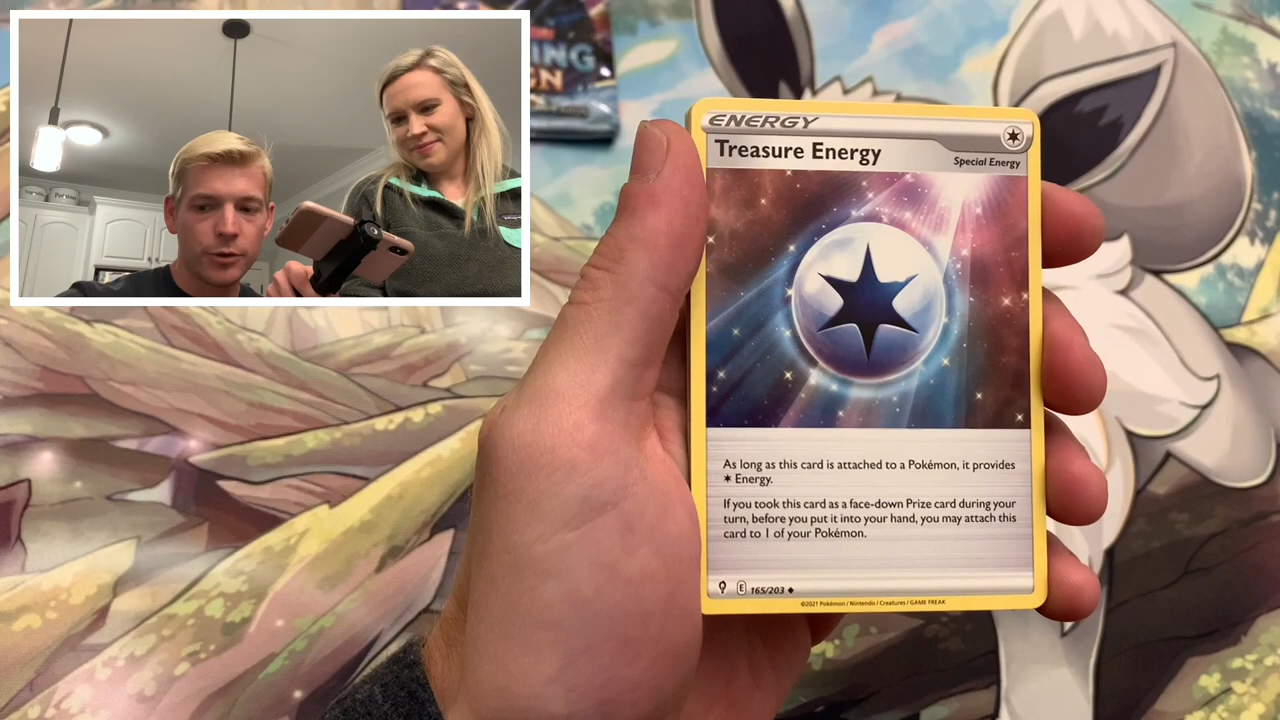 ING
GN
ENERGY
Treasure Energy
Special Energy
As long as this card is attached to a Pokémon, it provides
✶ Energy.
If you took this card as a face-down Prize card during your
turn, before you put it into your hand, you may attach this
card to 1 of your Pokémon.
E 165/203 ◆
©2021 Pokémon / Nintendo / Creatures / GAME FREAK